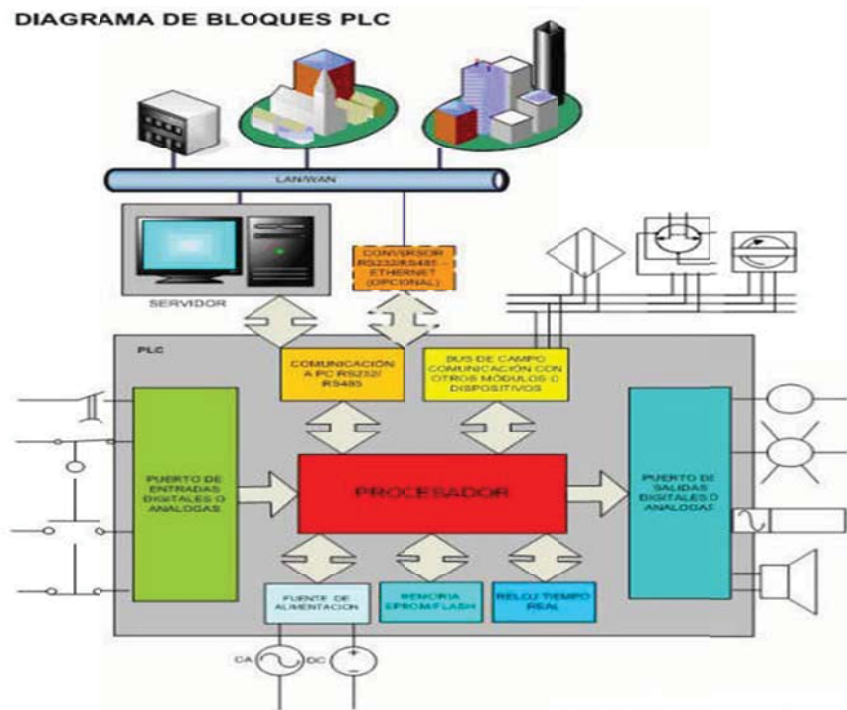 DIAGRAMA DE BLOQUES PLC
LAN/WAN
SERVIDOR
CONVERSOR
RS232/RS485 -
ETHERNET
(OPCIONAL)
PLC
COMUNICACIÓN
A PC RS232/
RS485
BUS DE CAMPO
COMUNICACIÓN CON
OTROS MÓDULOS O
DISPOSITIVOS
PUERTO DE
ENTRADAS
DIGITALES O
ANALOGAS
PROCESADOR
PUERTO DE
SALIDAS
DIGITALES O
ANALOGAS
FUENTE DE
ALIMENTACION
MEMORIA
EPROM/FLASH
RELOJ TIEMPO
REAL
CA
DC